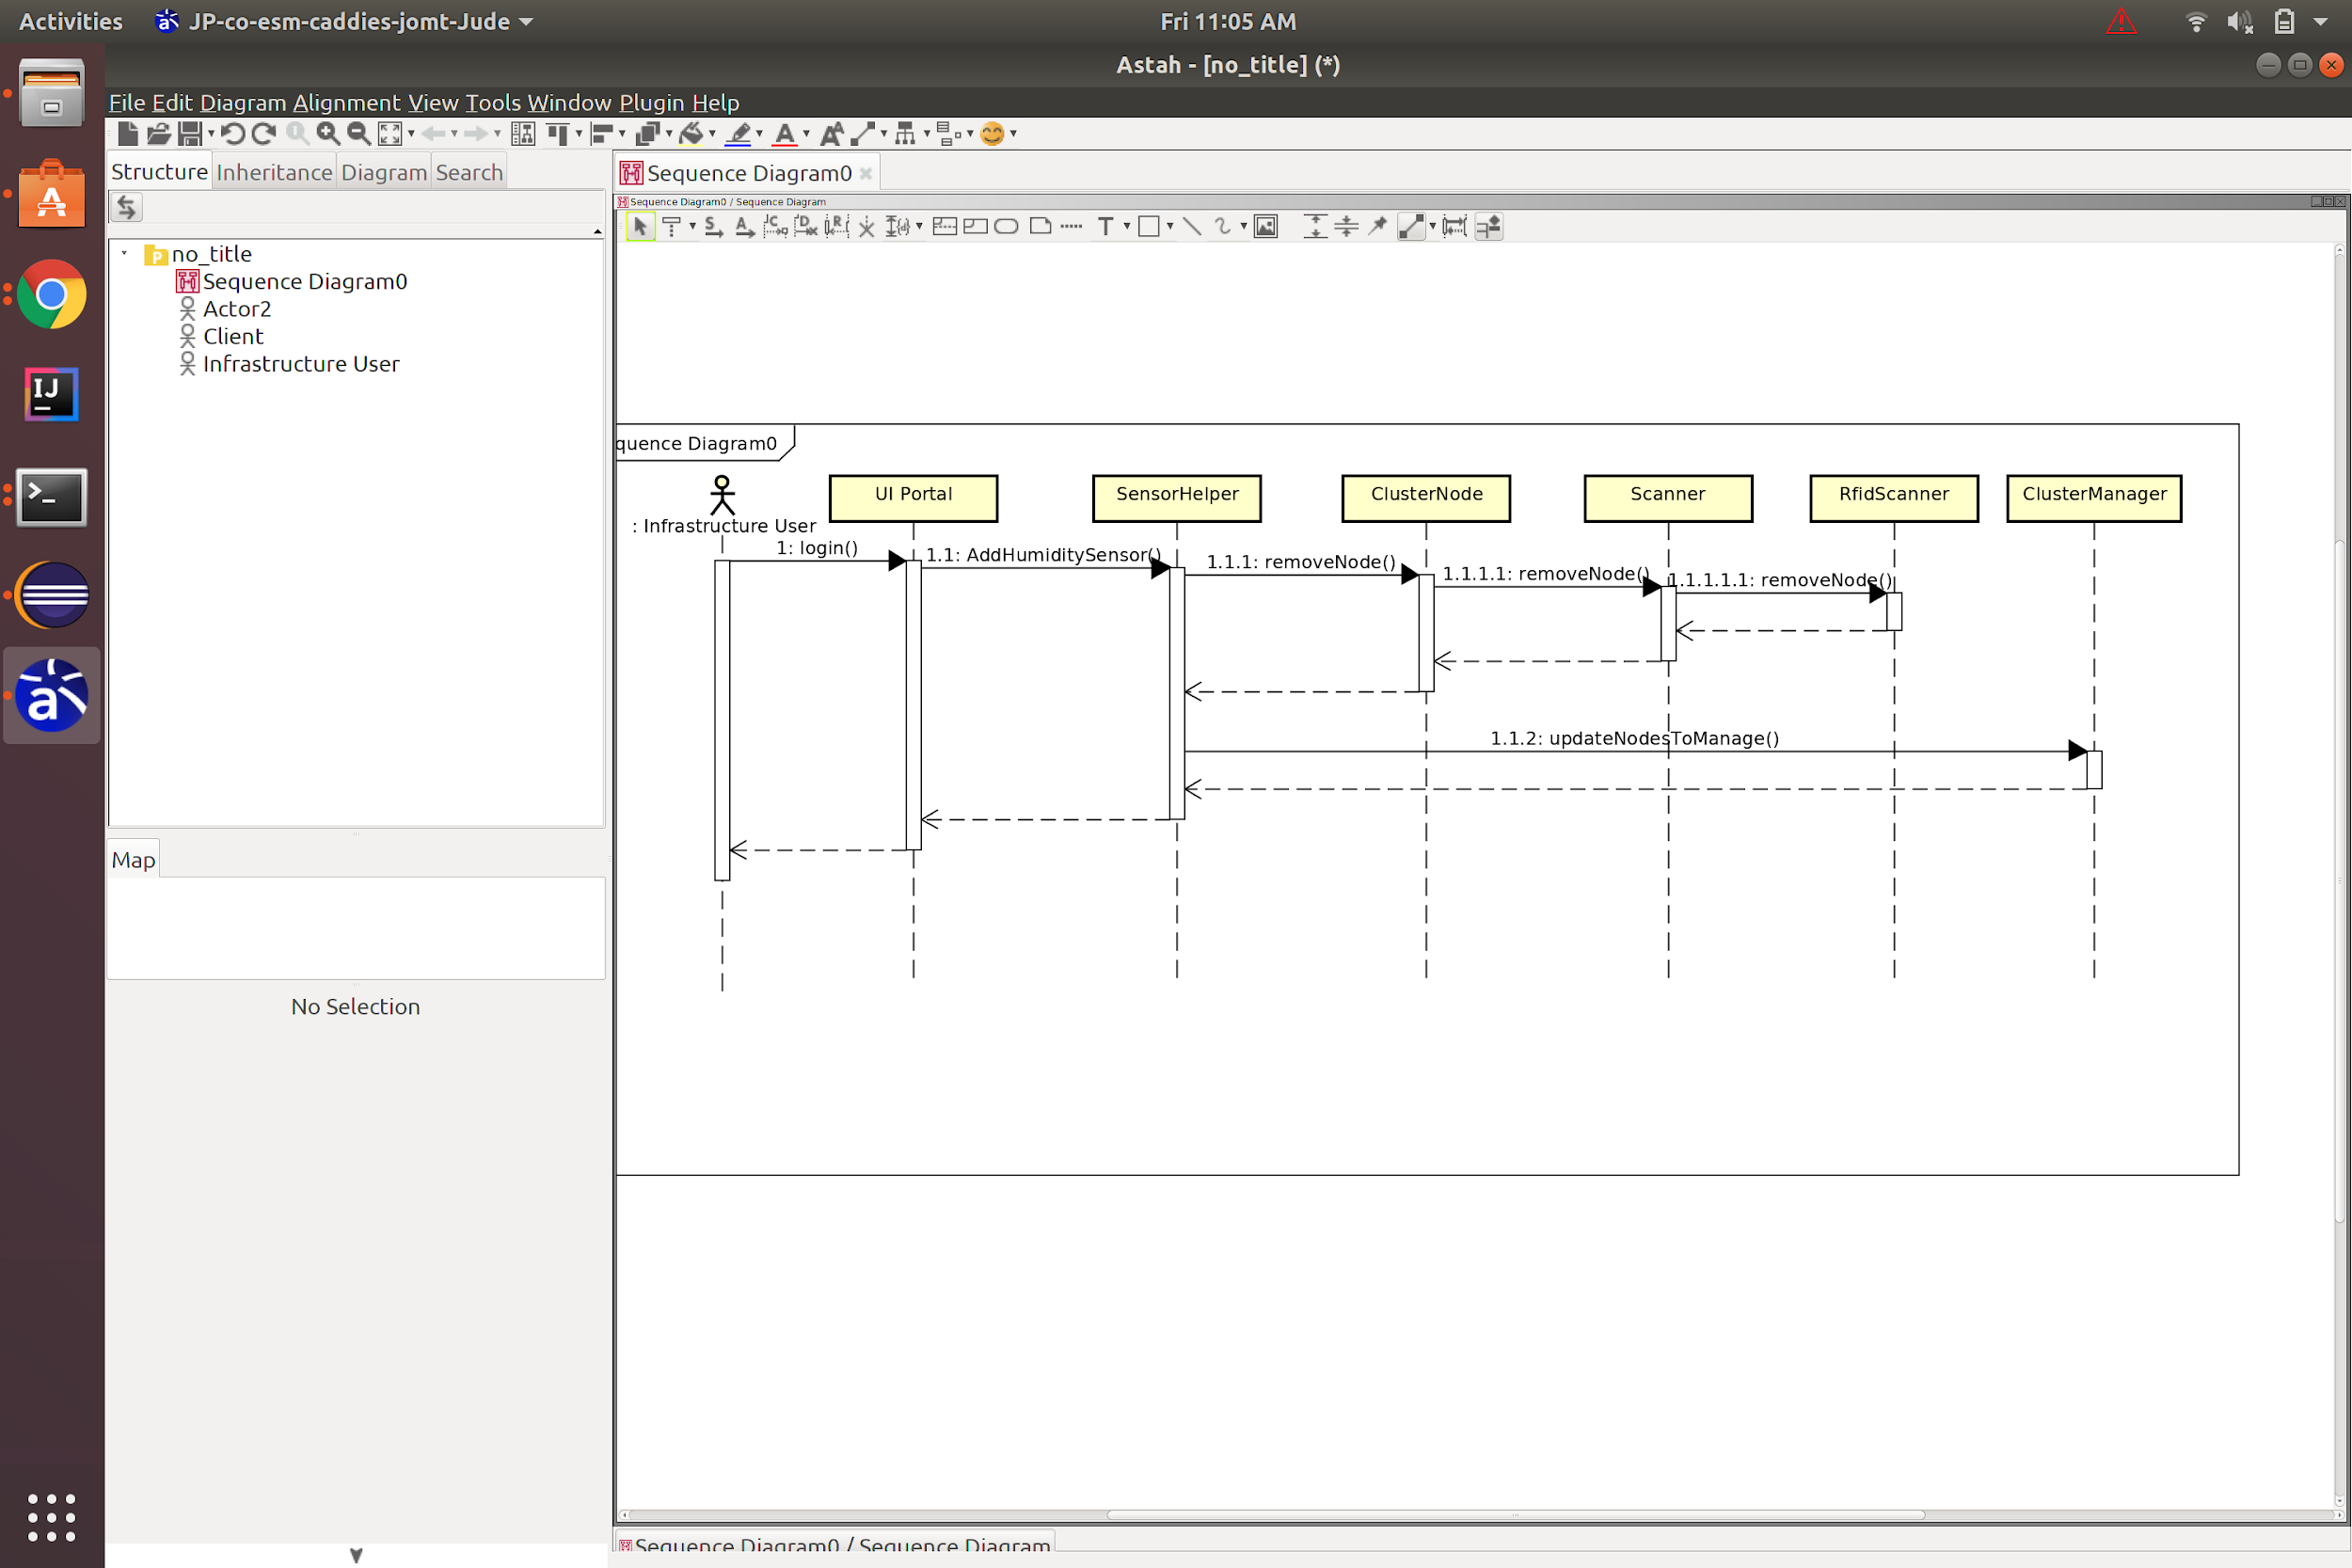 Activities JP-co-esm-caddies-jomt-Jude Fri 11:05 AM
Astah - [no_title] (*)
File Edit Diagram Alignment View Tools Window Plugin Help
Structure Inheritance Diagram Search
Sequence Diagram0
Sequence Diagram0 / Sequence Diagram
no_title
Sequence Diagram0
Actor2
Client
Infrastructure User
Map
No Selection
quence Diagram0
: Infrastructure User
UI Portal
SensorHelper
ClusterNode
Scanner
RfidScanner
ClusterManager
1: login()
1.1: AddHumiditySensor()
1.1.1: removeNode()
1.1.1.1: removeNode()
1.1.1.1.1: removeNode()
1.1.2: updateNodesToManage()
Sequence Diagram0 / Sequence Diagram